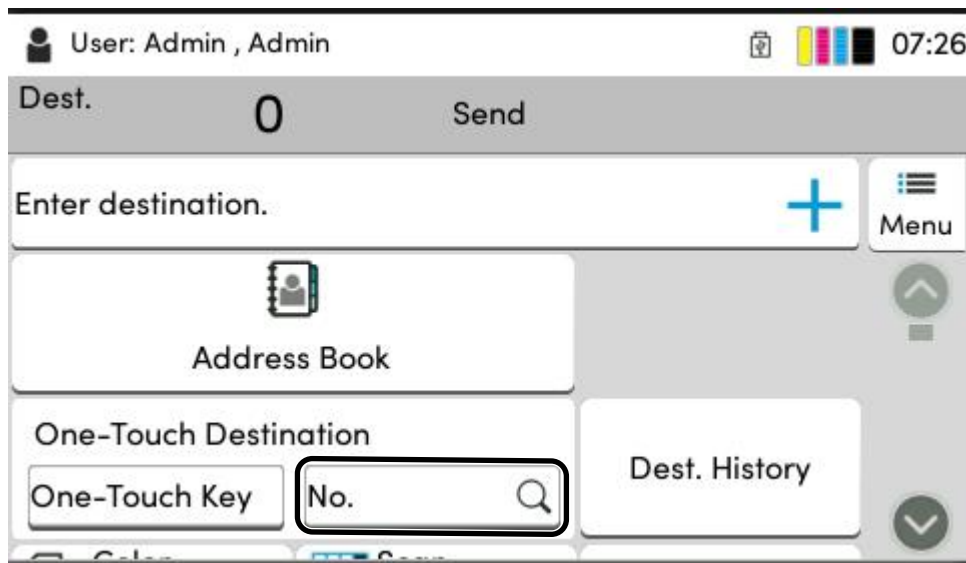 User: Admin , Admin 07:26
Dest. 0 Send
Enter destination.
Menu
Address Book
One-Touch Destination
One-Touch Key No.
Dest. History